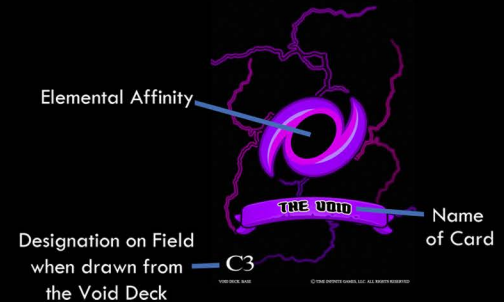 Elemental Affinity
THE VOID
Name
of Card
Designation on Field
when drawn from
the Void Deck
C3
VOID DECK, BASE
© TIME INFINITE GAMES, LLC. ALL RIGHTS RESERVED